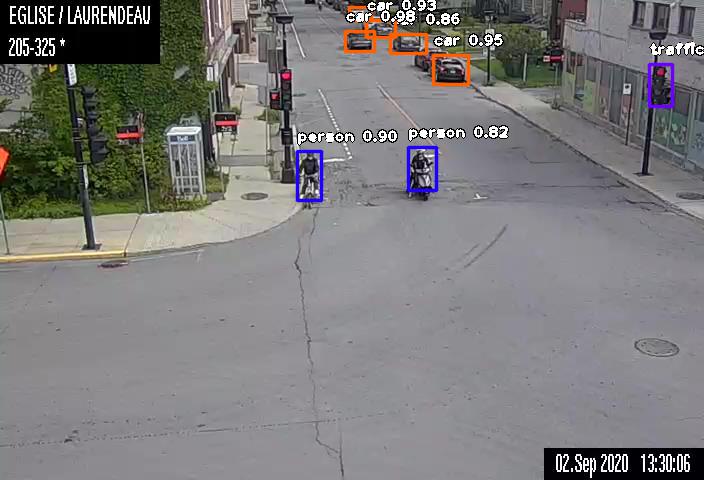 EGLISE / LAURENDEAU
205-325 *
car 0.93
car 0.98
0.86
car 0.95
traffic
person 0.90
person 0.82
02.Sep 2020 13:30:06